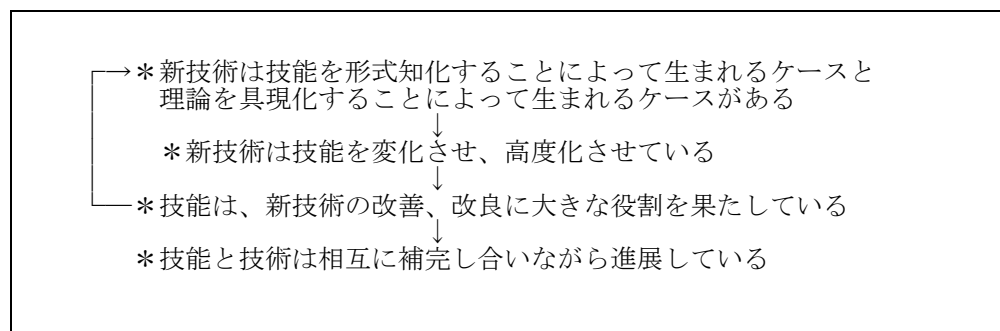 ＊新技術は技能を形式知化することによって生まれるケースと
理論を具現化することによって生まれるケースがある
↓
＊新技術は技能を変化させ、高度化させている
↓
＊技能は、新技術の改善、改良に大きな役割を果たしている
↓
＊技能と技術は相互に補完し合いながら進展している